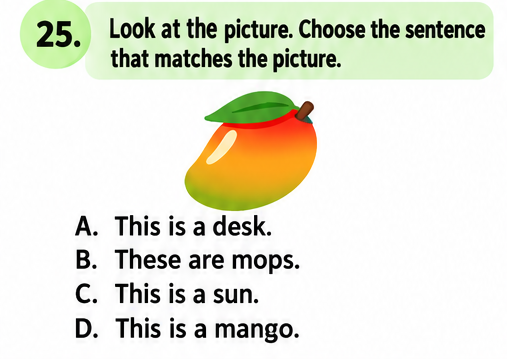 25.
Look at the picture. Choose the sentence
that matches the picture.
A. This is a desk.
B. These are mops.
C. This is a sun.
D. This is a mango.